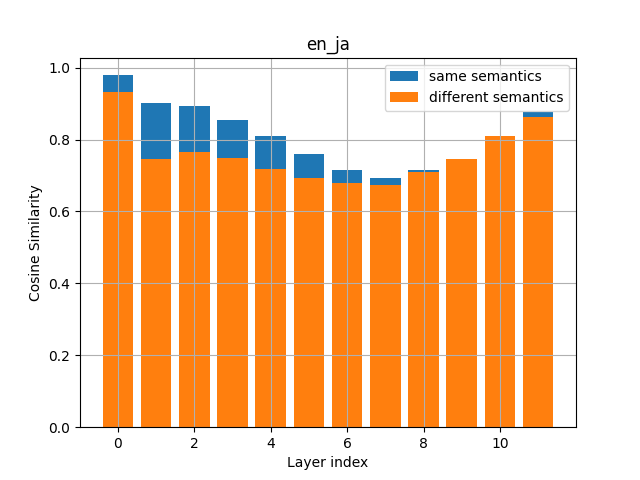 en_ja
same semantics
different semantics
Cosine Similarity
1.0
0.8
0.6
0.4
0.2
0.0
0 2 4 6 8 10
Layer index